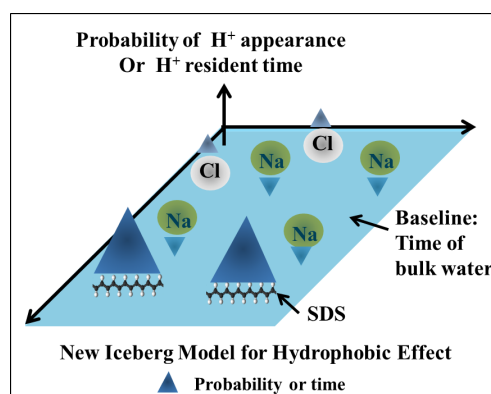 Probability of H⁺ appearance
Or H⁺ resident time
Cl
Cl
Na
Na
Na
Na
Baseline:
Time of
bulk water
SDS
New Iceberg Model for Hydrophobic Effect
Probability or time